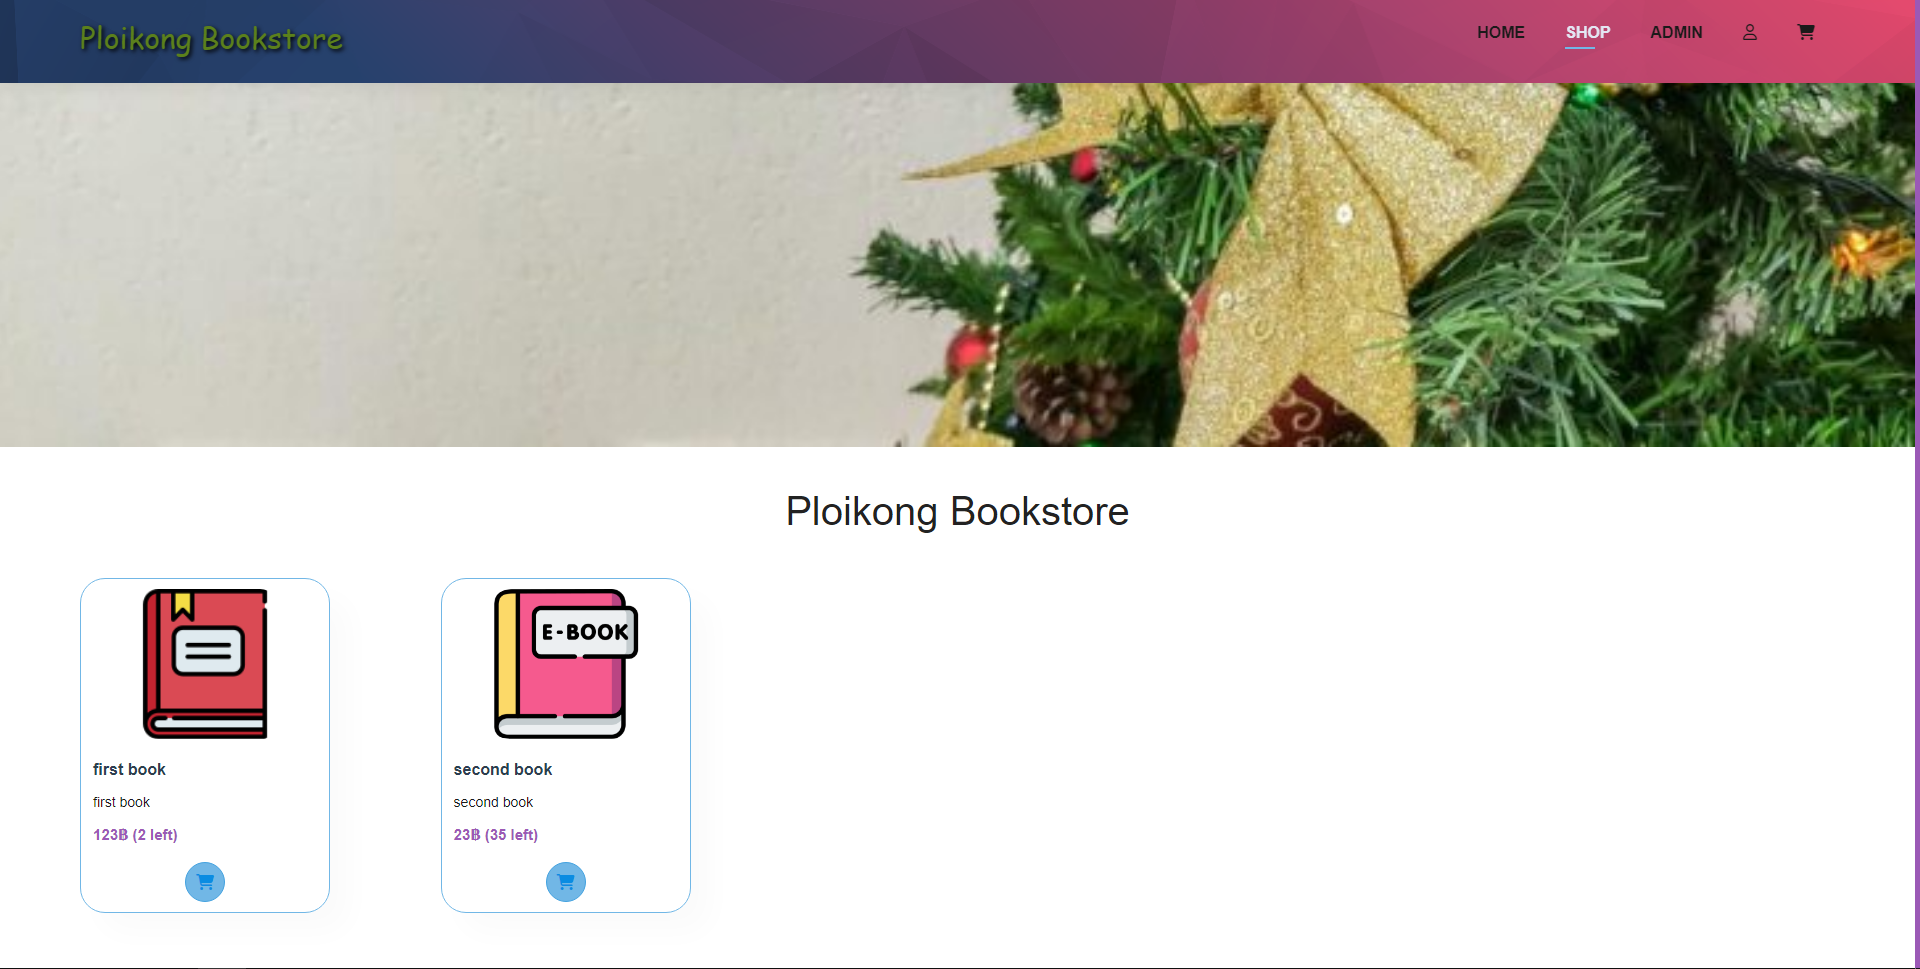 Ploikong Bookstore
HOME SHOP ADMIN
Ploikong Bookstore
E-BOOK
first book
first book
123฿ (2 left)
second book
second book
23฿ (35 left)